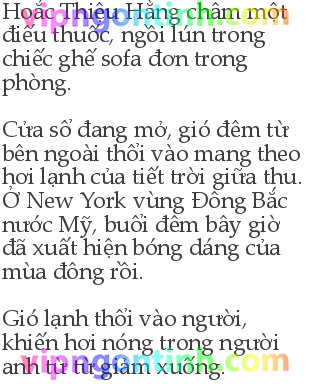 Hoắc Thiệu Hằng châm một
điếu thuốc, ngồi lún trong
chiếc ghế sofa đơn trong
phòng.
Cửa sổ đang mở, gió đêm từ
bên ngoài thổi vào mang theo
hơi lạnh của tiết trời giữa thu.
Ở New York vùng Đông Bắc
nước Mỹ, buổi đêm bây giờ
đã xuất hiện bóng dáng của
mùa đông rồi.
Gió lạnh thổi vào người,
khiến hơi nóng trong người
anh từ từ giảm xuống.
vipngontinh.com
vipngontinh.com